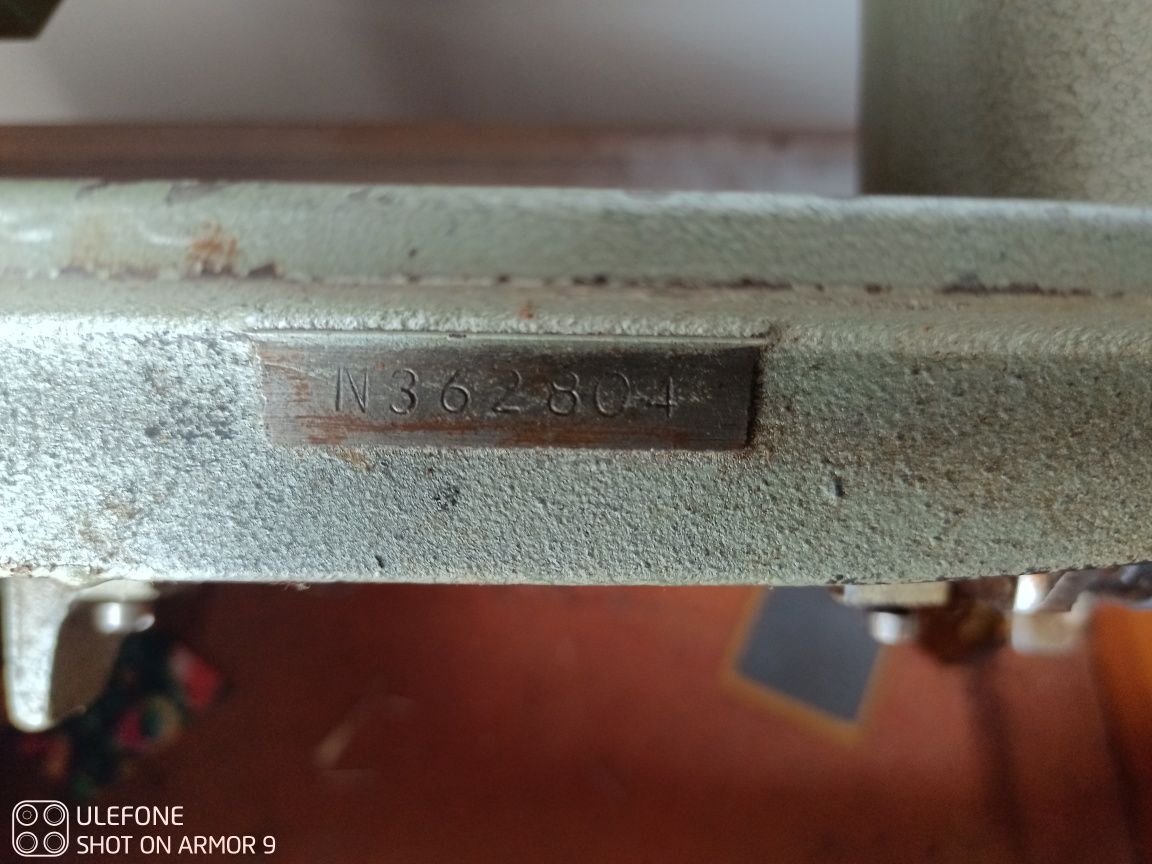 N362804
ULEFONE
SHOT ON ARMOR 9